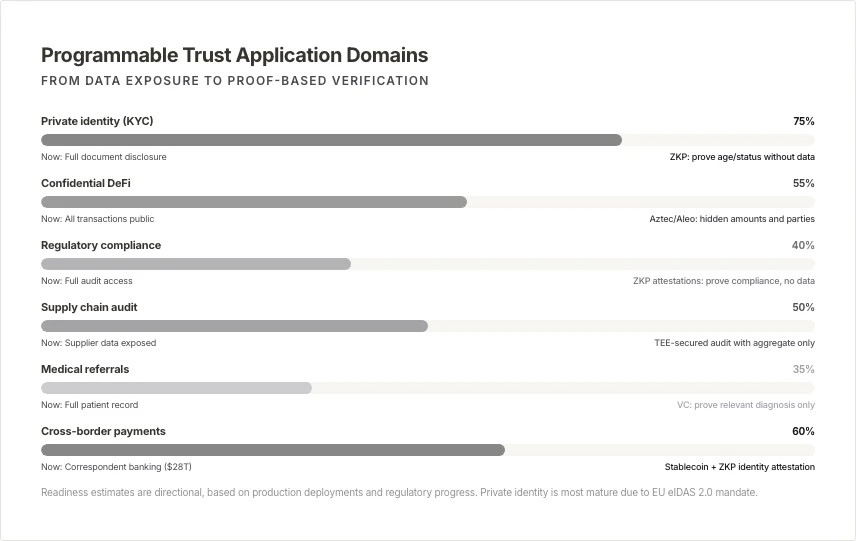 Programmable Trust Application Domains
FROM DATA EXPOSURE TO PROOF-BASED VERIFICATION
Private identity (KYC) 75%
Now: Full document disclosure ZKP: prove age/status without data
Confidential DeFi 55%
Now: All transactions public Aztec/Aleo: hidden amounts and parties
Regulatory compliance 40%
Now: Full audit access ZKP attestations: prove compliance, no data
Supply chain audit 50%
Now: Supplier data exposed TEE-secured audit with aggregate only
Medical referrals 35%
Now: Full patient record VC: prove relevant diagnosis only
Cross-border payments 60%
Now: Correspondent banking ($28T) Stablecoin + ZKP identity attestation
Readiness estimates are directional, based on production deployments and regulatory progress. Private identity is most mature due to EU eIDAS 2.0 mandate.